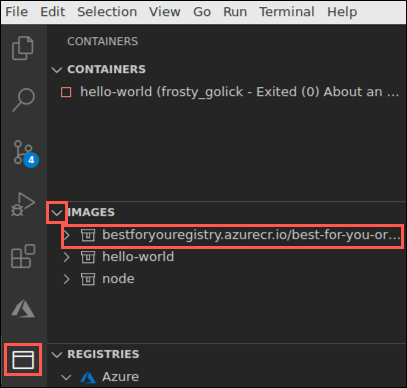 File Edit Selection View Go Run Terminal Help
CONTAINERS
CONTAINERS
hello-world (frosty_golick - Exited (0) About an ...
4
IMAGES
bestforyouregistry.azurecr.io/best-for-you-or...
hello-world
node
REGISTRIES
Azure